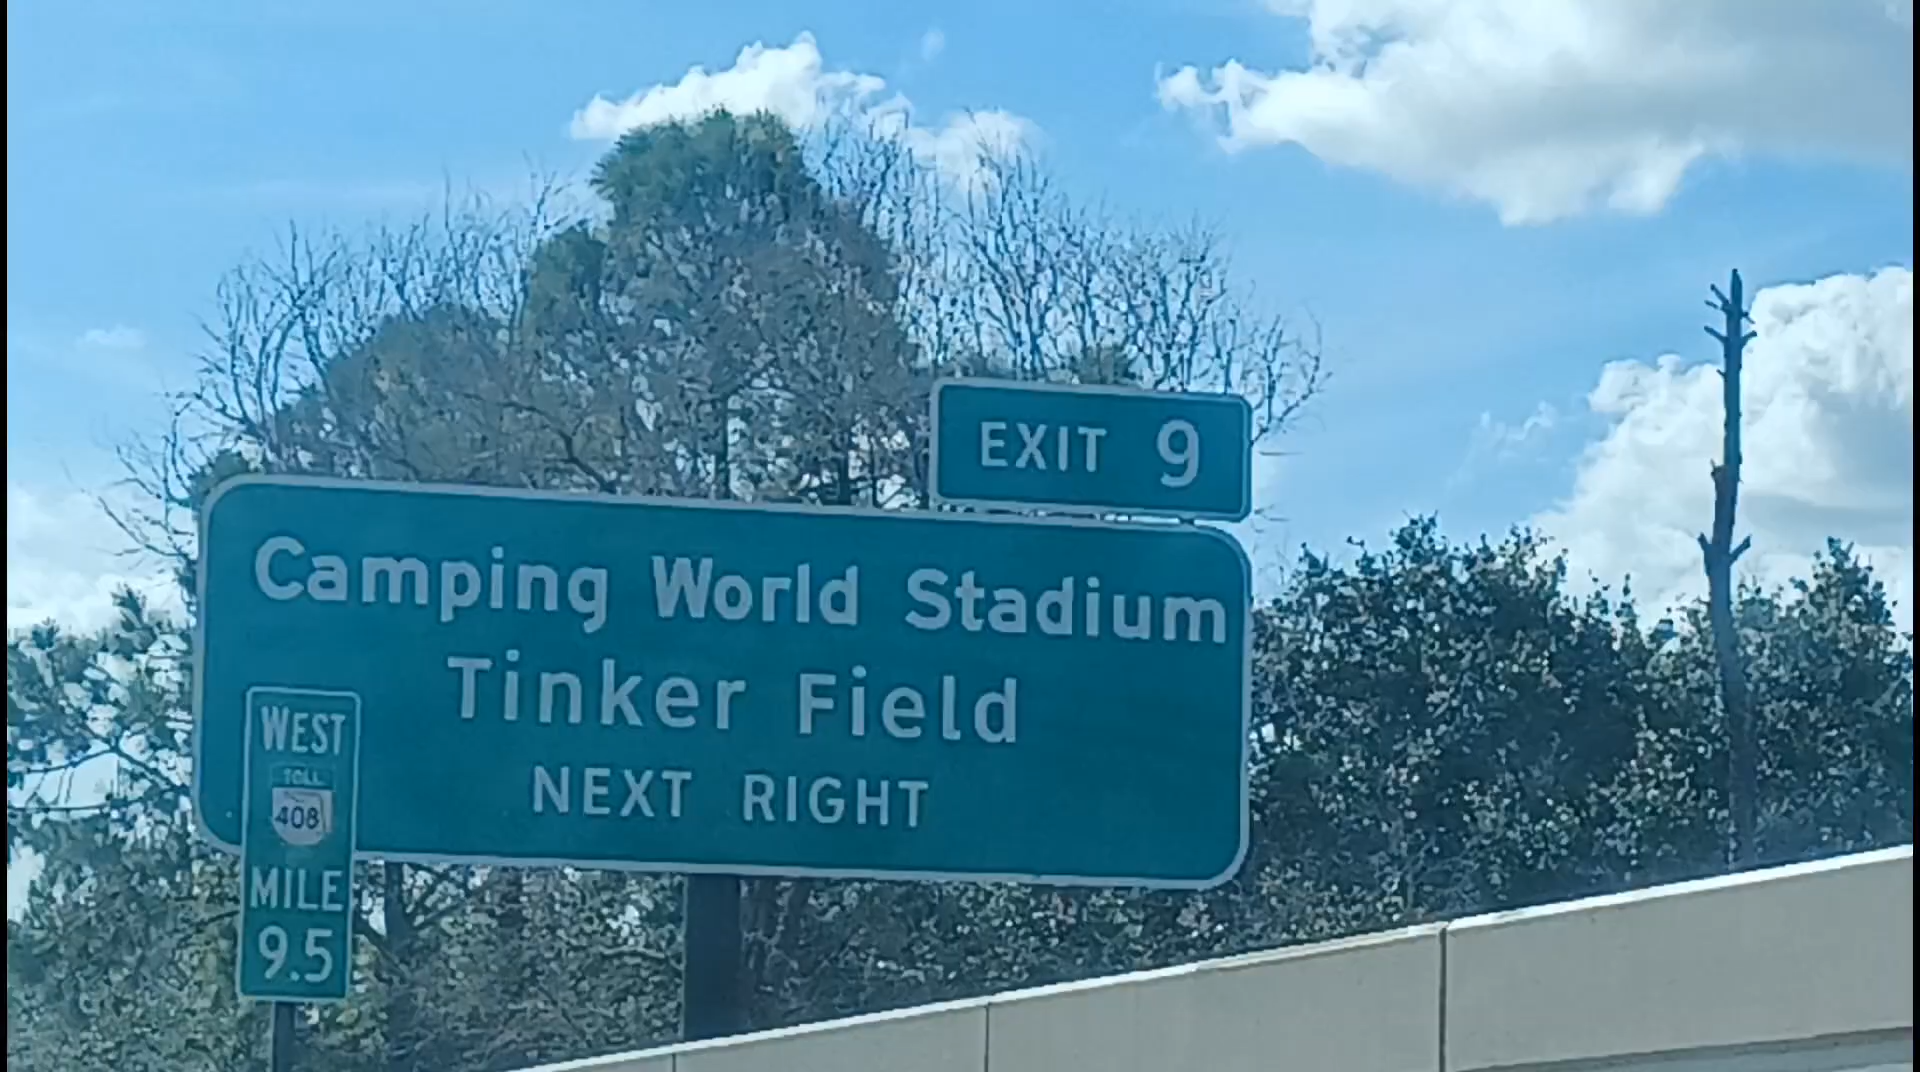 EXIT 9
Camping World Stadium
Tinker Field
NEXT RIGHT
WEST
TOLL
408
MILE
9.5